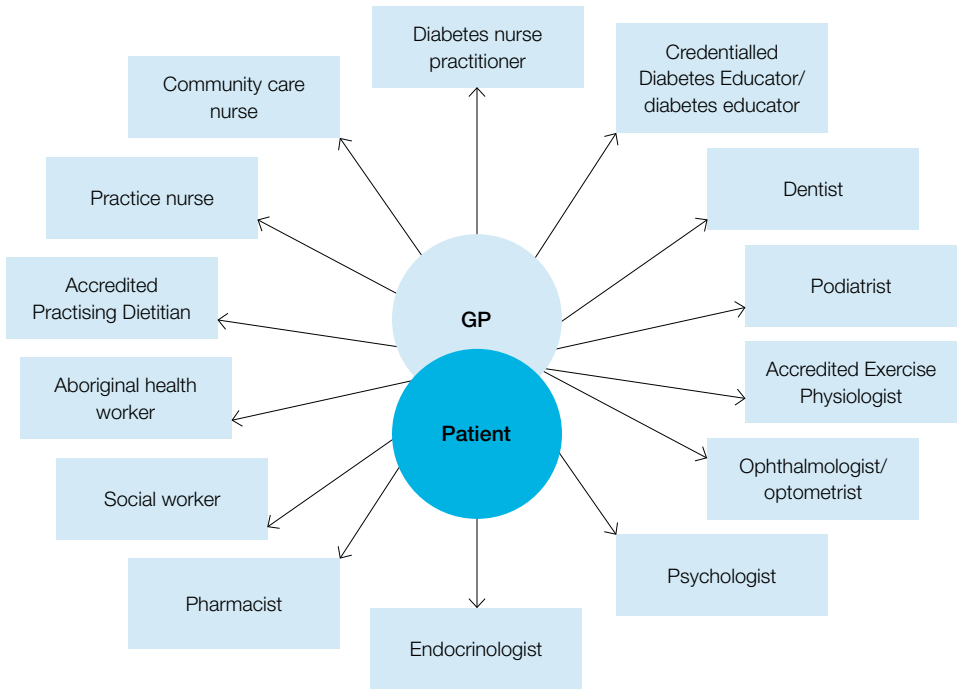 Diabetes nurse
practitioner
Credentialled
Diabetes Educator/
diabetes educator
Community care
nurse
Dentist
Practice nurse
Podiatrist
Accredited
Practising Dietitian
GP
Accredited Exercise
Physiologist
Aboriginal health
worker
Patient
Ophthalmologist/
optometrist
Social worker
Psychologist
Pharmacist
Endocrinologist